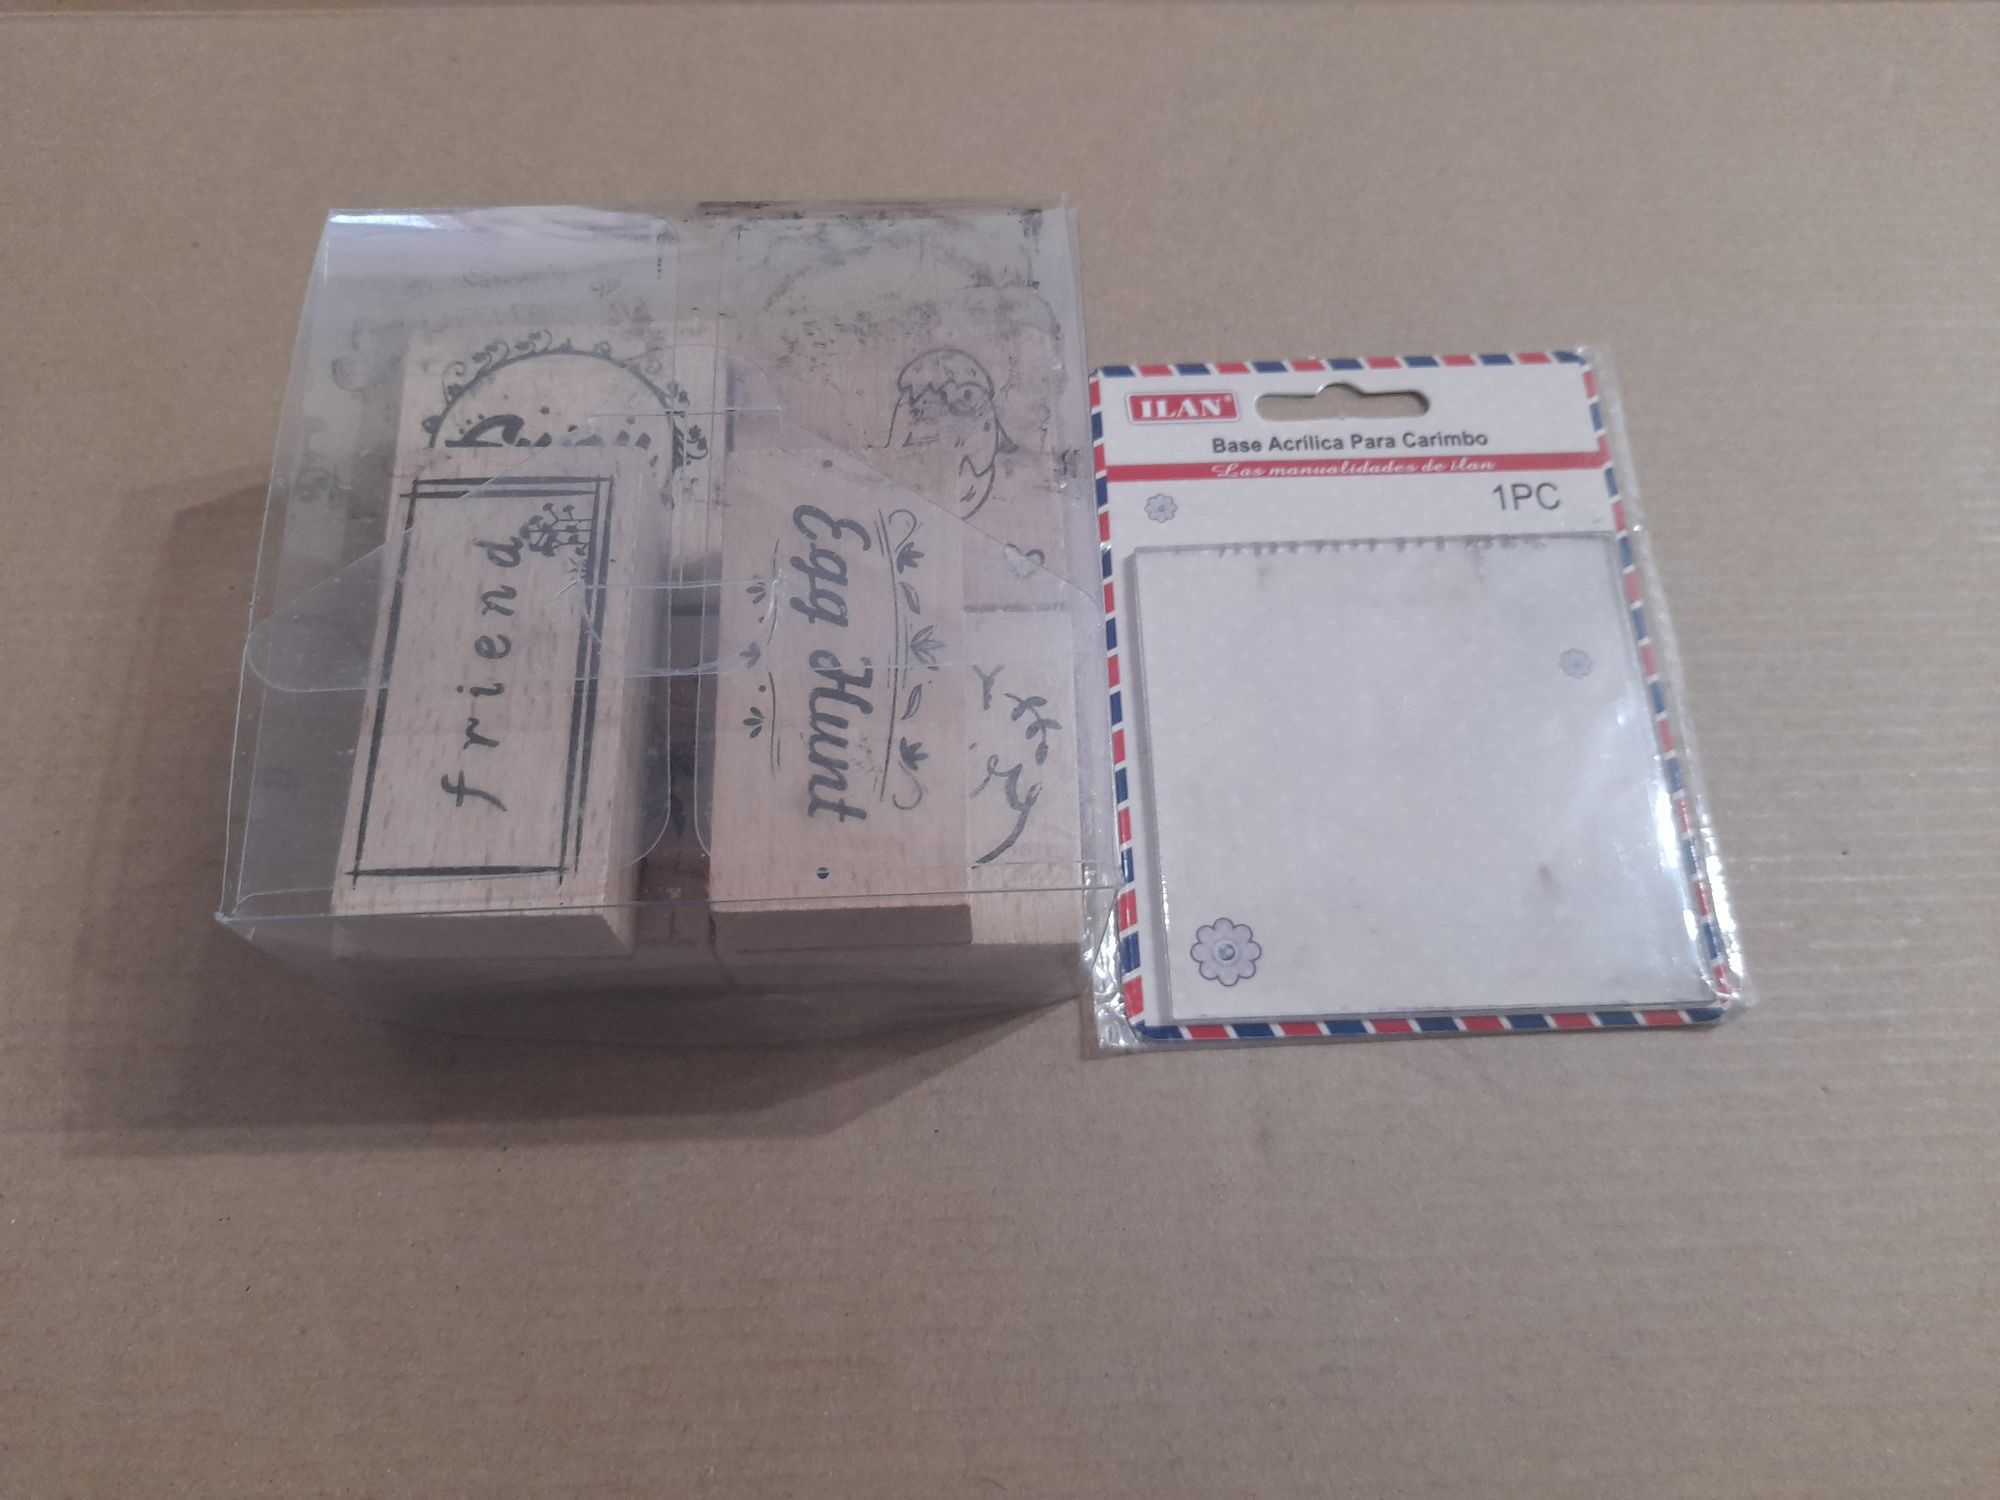 friend
Egg Hunt
ILAN®
Base Acrílica Para Carimbo
Las manualidades de ilan
1PC